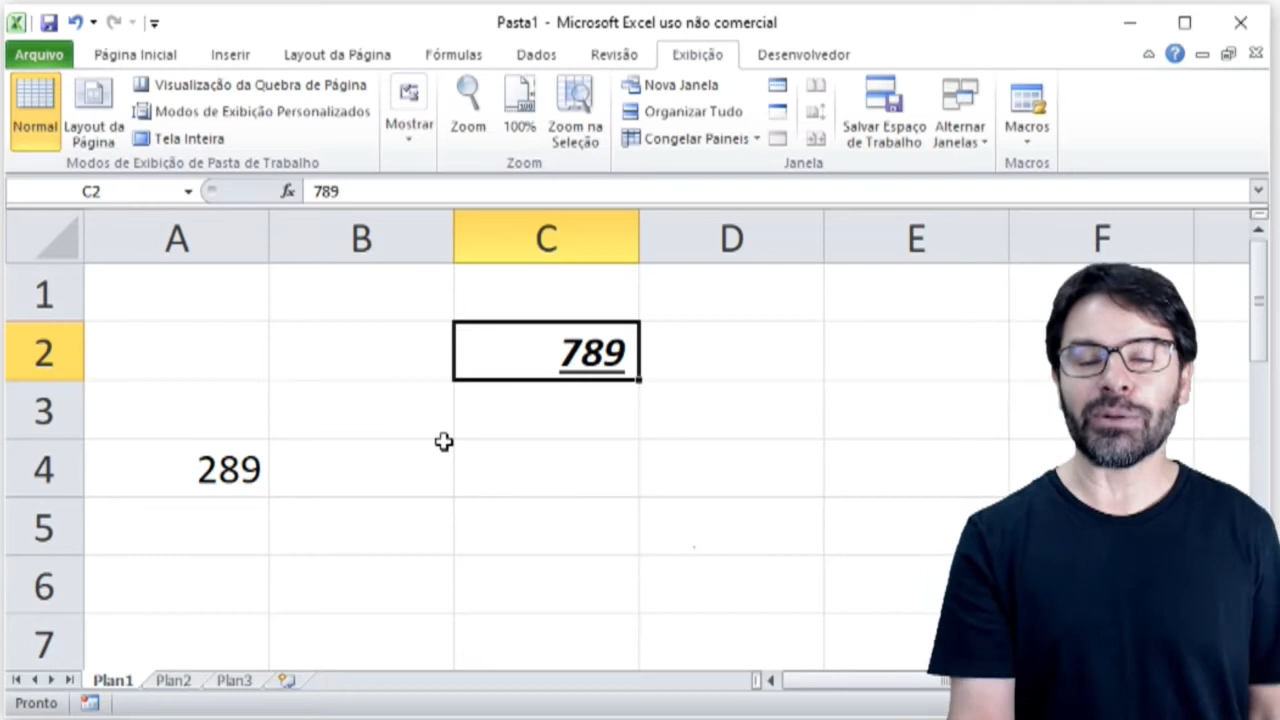 Pasta1 - Microsoft Excel uso não comercial
Arquivo Página Inicial Inserir Layout da Página Fórmulas Dados Revisão Exibição Desenvolvedor
Normal
Layout da Página
Visualização da Quebra de Página
Modos de Exibição Personalizados
Tela Inteira
Modos de Exibição de Pasta de Trabalho
Mostrar
Zoom
100%
Zoom na Seleção
Zoom
Nova Janela
Organizar Tudo
Congelar Paineis
Salvar Espaço de Trabalho
Alternar Janelas
Janela
Macros
Macros
C2 fx 789
A B C D E F
1
2 789
3
4 289
5
6
7
Plan1 Plan2 Plan3
Pronto